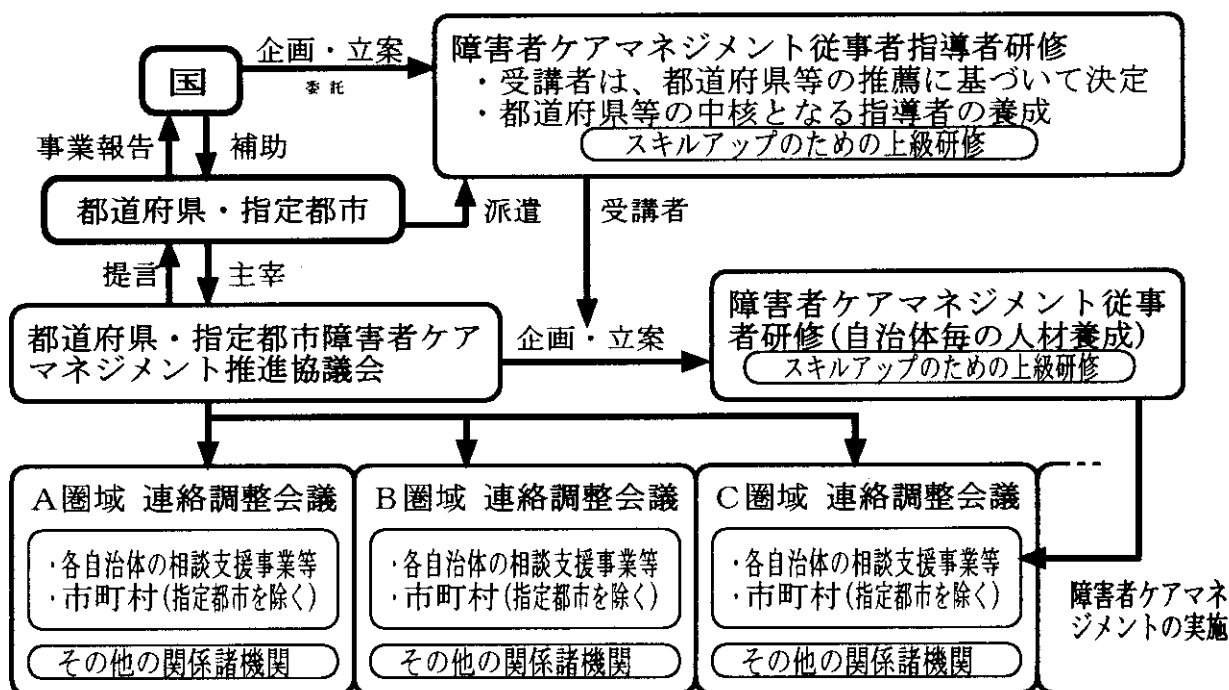 国
企画・立案
委託
障害者ケアマネジメント従事者指導者研修
・受講者は、都道府県等の推薦に基づいて決定
・都道府県等の中核となる指導者の養成
スキルアップのための上級研修
事業報告
補助
都道府県・指定都市
派遣
受講者
提言
主宰
都道府県・指定都市障害者ケア
マネジメント推進協議会
企画・立案
障害者ケアマネジメント従事
者研修(自治体毎の人材養成)
スキルアップのための上級研修
A圏域 連絡調整会議
・各自治体の相談支援事業等
・市町村(指定都市を除く)
その他の関係諸機関
B圏域 連絡調整会議
・各自治体の相談支援事業等
・市町村(指定都市を除く)
その他の関係諸機関
C圏域 連絡調整会議
・各自治体の相談支援事業等
・市町村(指定都市を除く)
その他の関係諸機関
障害者ケアマネ
ジメントの実施